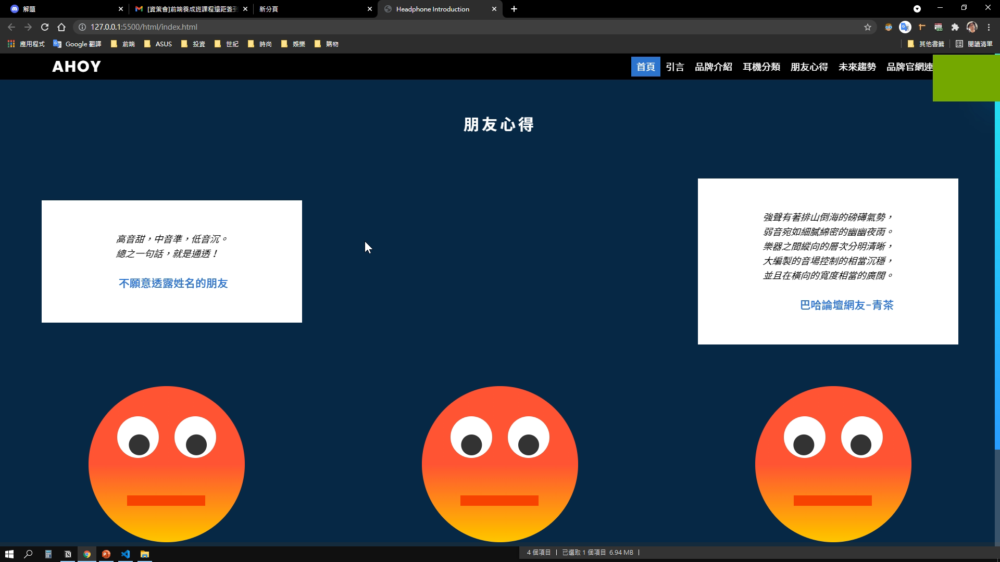 解題
[資策會]前端養成班課程遠距簽到
新分頁
Headphone Introduction
127.0.0.1:5500/html/index.html
應用程式
Google 翻譯
前端
ASUS
投資
世紀
時尚
娛樂
購物
其他書籤
閱讀清單
AHOY
首頁
引言
品牌介紹
耳機分類
朋友心得
未來趨勢
品牌官網連
朋友心得
高音甜，中音準，低音沉。
總之一句話，就是通透！
不願意透露姓名的朋友
強聲有著排山倒海的磅礴氣勢，
弱音宛如細膩綿密的幽幽夜雨。
樂器之間縱向的層次分明清晰，
大編製的音場控制的相當沉穩，
並且在橫向的寬度相當的廣闊。
巴哈論壇網友-青茶
4 個項目
已選取 1 個項目 6.94 MB